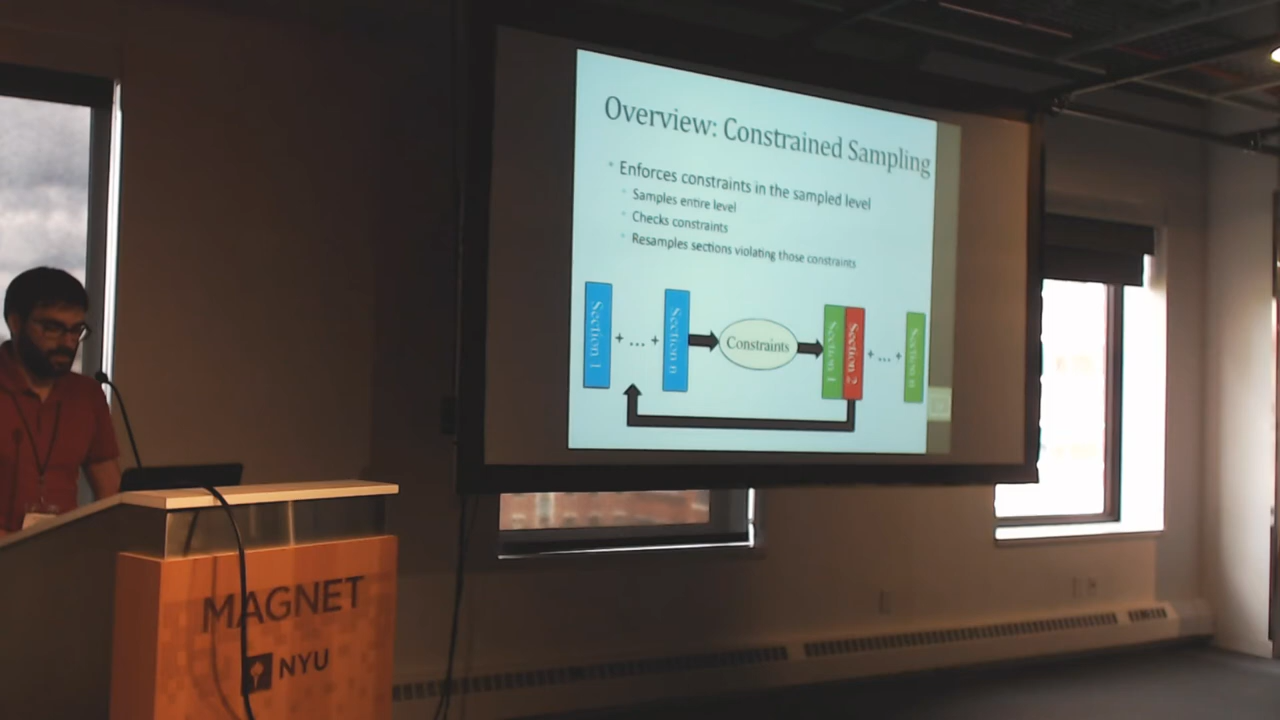 Overview: Constrained Sampling
Enforces constraints in the sampled level
Samples entire level
Checks constraints
Resamples sections violating those constraints
Section 1
+ ... +
Section n
Constraints
Section 1
Section 2
+ ... +
Section n
MAGNET
NYU